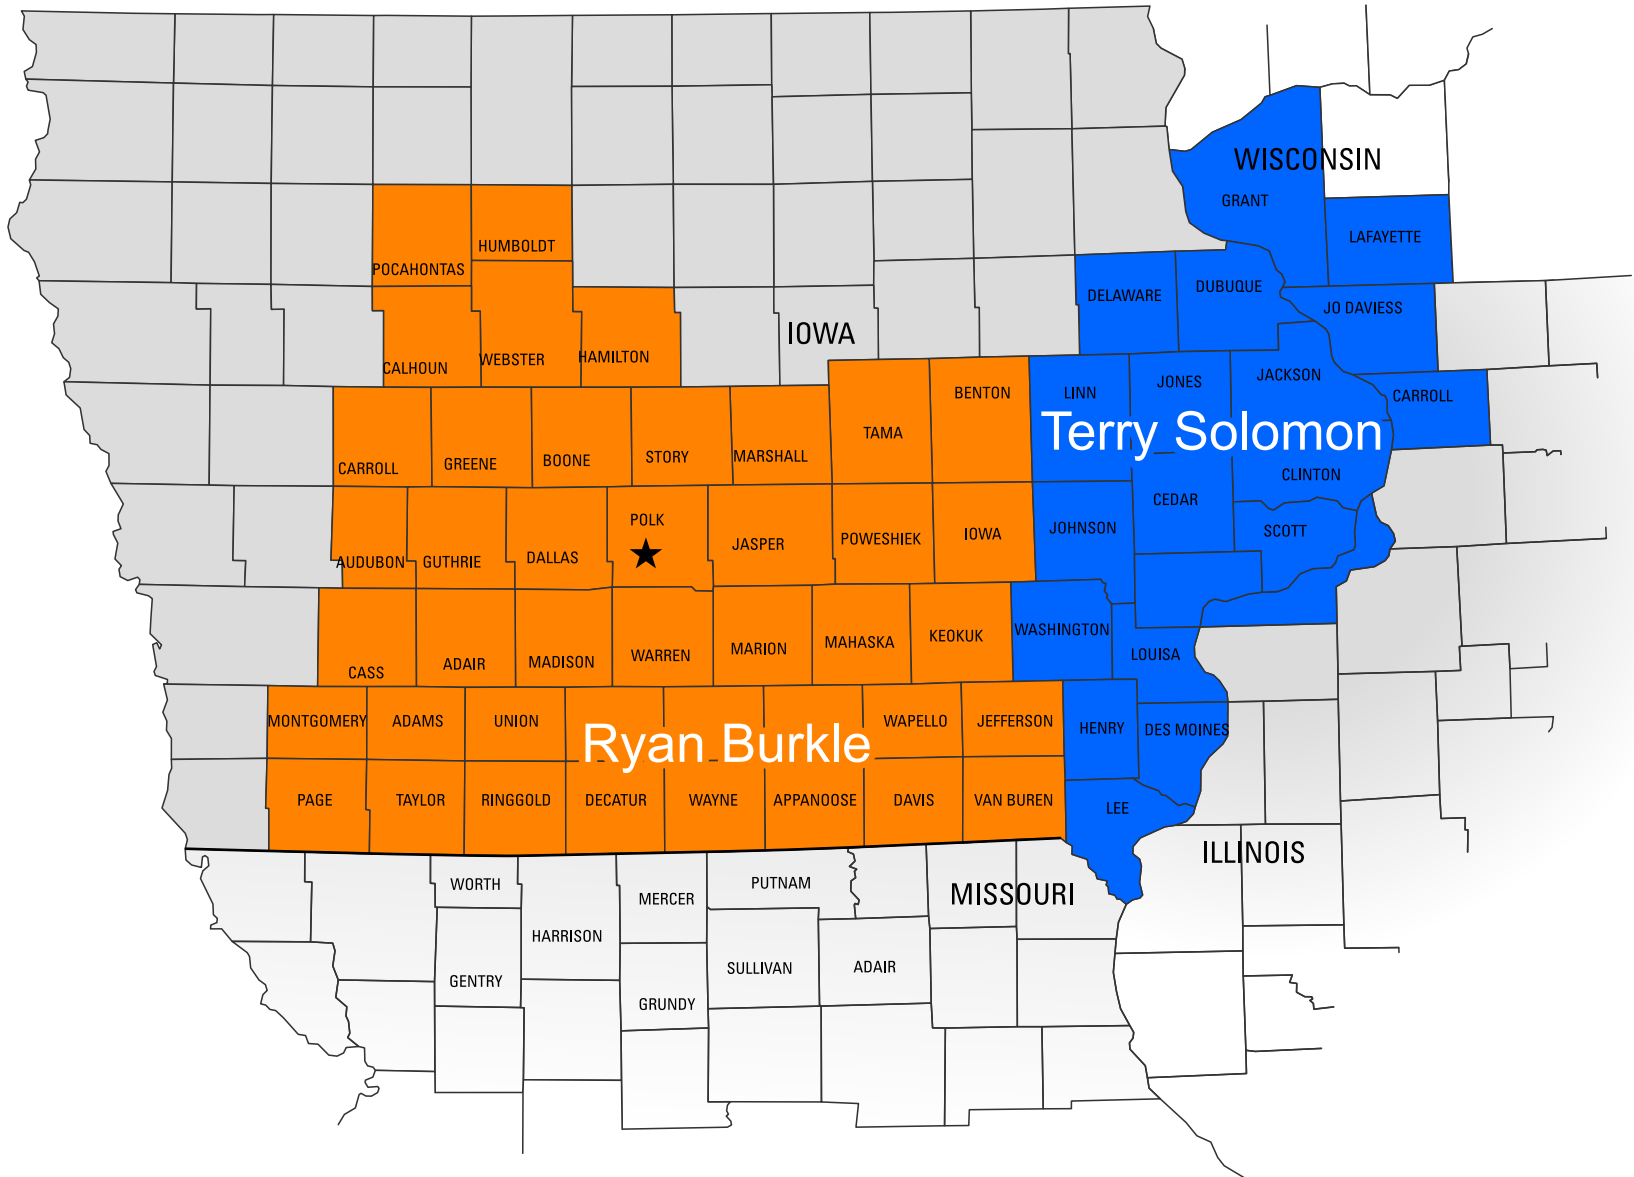 WISCONSIN
GRANT
LAFAYETTE
HUMBOLDT
POCAHONTAS
DELAWARE
DUBUQUE
JO DAVIESS
IOWA
CALHOUN
WEBSTER
HAMILTON
BENTON
LINN
JONES
JACKSON
CARROLL
Terry Solomon
TAMA
CARROLL
GREENE
BOONE
STORY
MARSHALL
CLINTON
CEDAR
POLK
JASPER
POWESHIEK
IOWA
JOHNSON
SCOTT
AUDUBON
GUTHRIE
DALLAS
WASHINGTON
CASS
ADAIR
MADISON
WARREN
MARION
MAHASKA
KEOKUK
LOUISA
MONTGOMERY
ADAMS
UNION
WAPELLO
JEFFERSON
HENRY
DES MOINES
Ryan Burkle
PAGE
TAYLOR
RINGGOLD
DECATUR
WAYNE
APPANOOSE
DAVIS
VAN BUREN
LEE
ILLINOIS
WORTH
MERCER
PUTNAM
MISSOURI
HARRISON
GENTRY
SULLIVAN
ADAIR
GRUNDY